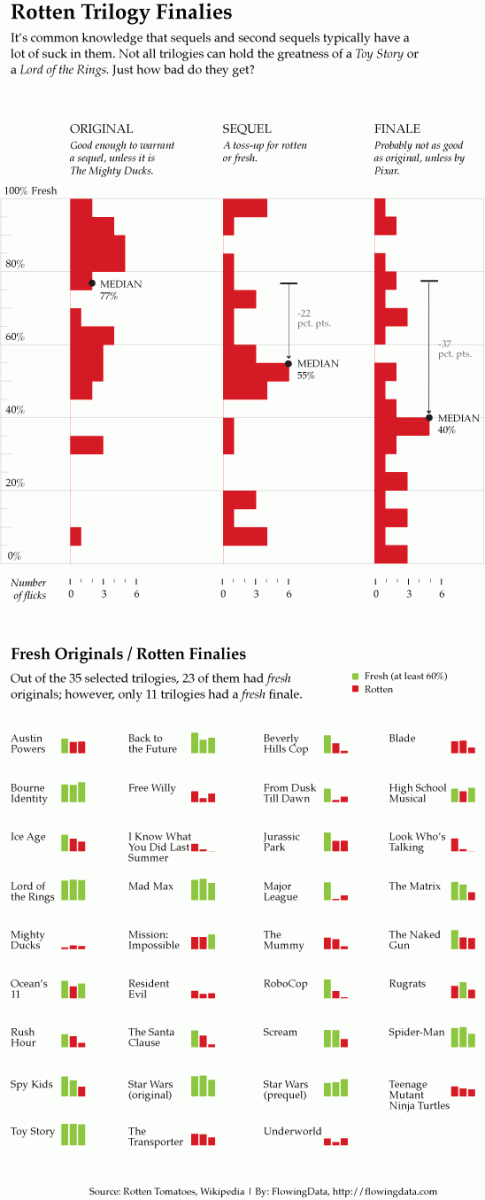 Rotten Trilogy Finalies
It's common knowledge that sequels and second sequels typically have a
lot of suck in them. Not all trilogies can hold the greatness of a Toy Story or
a Lord of the Rings. Just how bad do they get?
ORIGINAL
Good enough to warrant
a sequel, unless it is
The Mighty Ducks.
SEQUEL
A toss-up for rotten
or fresh.
FINALE
Probably not as good
as original, unless by
Pixar.
100% Fresh
80%
60%
40%
20%
0%
MEDIAN
77%
-22
pct. pts.
MEDIAN
55%
-37
pct. pts.
MEDIAN
40%
Number
of flicks
0 3 6
0 3 6
0 3 6
Fresh Originals / Rotten Finalies
Out of the 35 selected trilogies, 23 of them had fresh
originals; however, only 11 trilogies had a fresh finale.
Fresh (at least 60%)
Rotten
Austin
Powers
Back to
the Future
Beverly
Hills Cop
Blade
Bourne
Identity
Free Willy
From Dusk
Till Dawn
High School
Musical
Ice Age
I Know What
You Did Last
Summer
Jurassic
Park
Look Who's
Talking
Lord of
the Rings
Mad Max
Major
League
The Matrix
Mighty
Ducks
Mission:
Impossible
The
Mummy
The Naked
Gun
Ocean's
11
Resident
Evil
RoboCop
Rugrats
Rush
Hour
The Santa
Clause
Scream
Spider-Man
Spy Kids
Star Wars
(original)
Star Wars
(prequel)
Teenage
Mutant
Ninja Turtles
Toy Story
The
Transporter
Underworld
Source: Rotten Tomatoes, Wikipedia | By: FlowingData, http://flowingdata.com